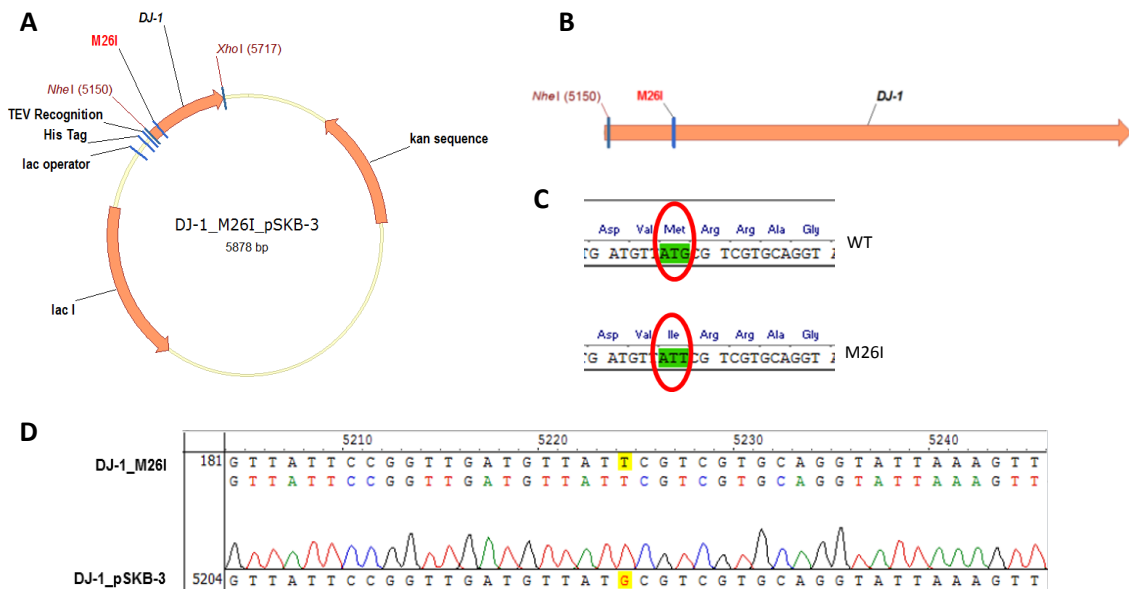 A
DJ-1
M26I
XhoI (5717)
NheI (5150)
TEV Recognition
His Tag
lac operator
kan sequence
DJ-1_M26I_pSKB-3
5878 bp
lac I
B
NheI (5150)
M26I
DJ-1
C
Asp Val Met Arg Arg Ala Gly
TG ATGTTATGCG TCGTGCAGGT A
WT
Asp Val Ile Arg Arg Ala Gly
TG ATGTTATTCG TCGTGCAGGT A
M26I
D
5210 5220 5230 5240
DJ-1_M26I 181 G T T A T T C C G G T T G A T G T T A T T C G T C G T G C A G G T A T T A A A G T T
G T T A T T C C G G T T G A T G T T A T T C G T C G T G C A G G T A T T A A A G T T
DJ-1_pSKB-3 5204 G T T A T T C C G G T T G A T G T T A T G C G T C G T G C A G G T A T T A A A G T T